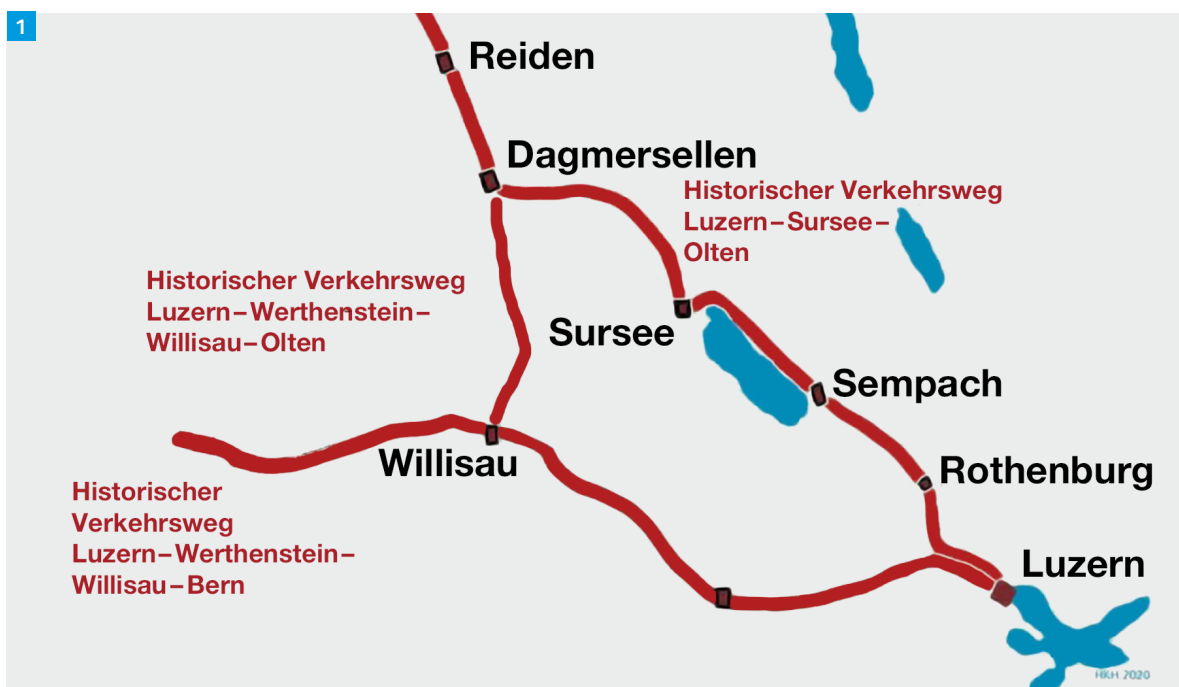 1
Reiden
Dagmersellen
Historischer Verkehrsweg
Luzern–Sursee–
Olten
Historischer Verkehrsweg
Luzern–Werthenstein–
Willisau–Olten
Sursee
Sempach
Willisau
Rothenburg
Historischer
Verkehrsweg
Luzern–Werthenstein–
Willisau–Bern
Luzern
HKH 2020